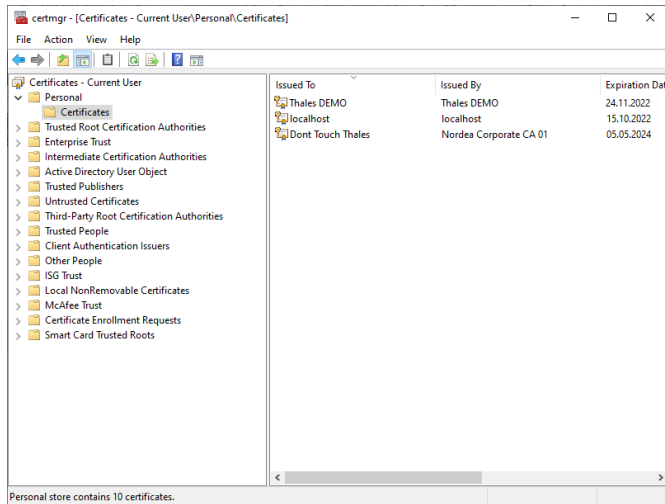 certmgr - [Certificates - Current User\Personal\Certificates]
File Action View Help
Certificates - Current User
Personal
Certificates
Trusted Root Certification Authorities
Enterprise Trust
Intermediate Certification Authorities
Active Directory User Object
Trusted Publishers
Untrusted Certificates
Third-Party Root Certification Authorities
Trusted People
Client Authentication Issuers
Other People
ISG Trust
Local NonRemovable Certificates
McAfee Trust
Certificate Enrollment Requests
Smart Card Trusted Roots
Issued To Issued By Expiration Dat
Thales DEMO Thales DEMO 24.11.2022
localhost localhost 15.10.2022
Dont Touch Thales Nordea Corporate CA 01 05.05.2024
Personal store contains 10 certificates.